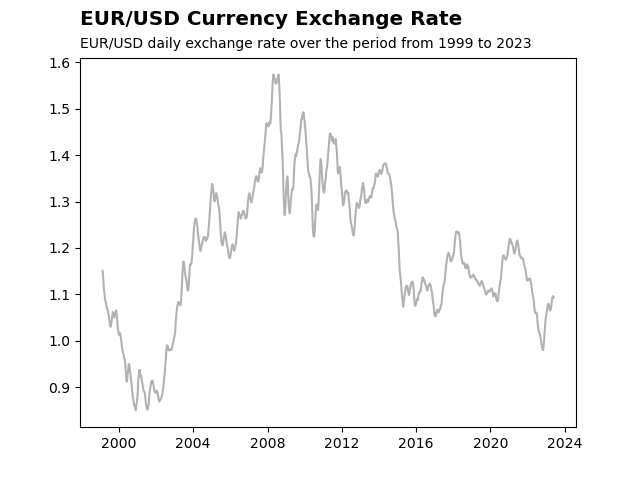 EUR/USD Currency Exchange Rate
EUR/USD daily exchange rate over the period from 1999 to 2023
1.6
1.5
1.4
1.3
1.2
1.1
1.0
0.9
2000 2004 2008 2012 2016 2020 2024